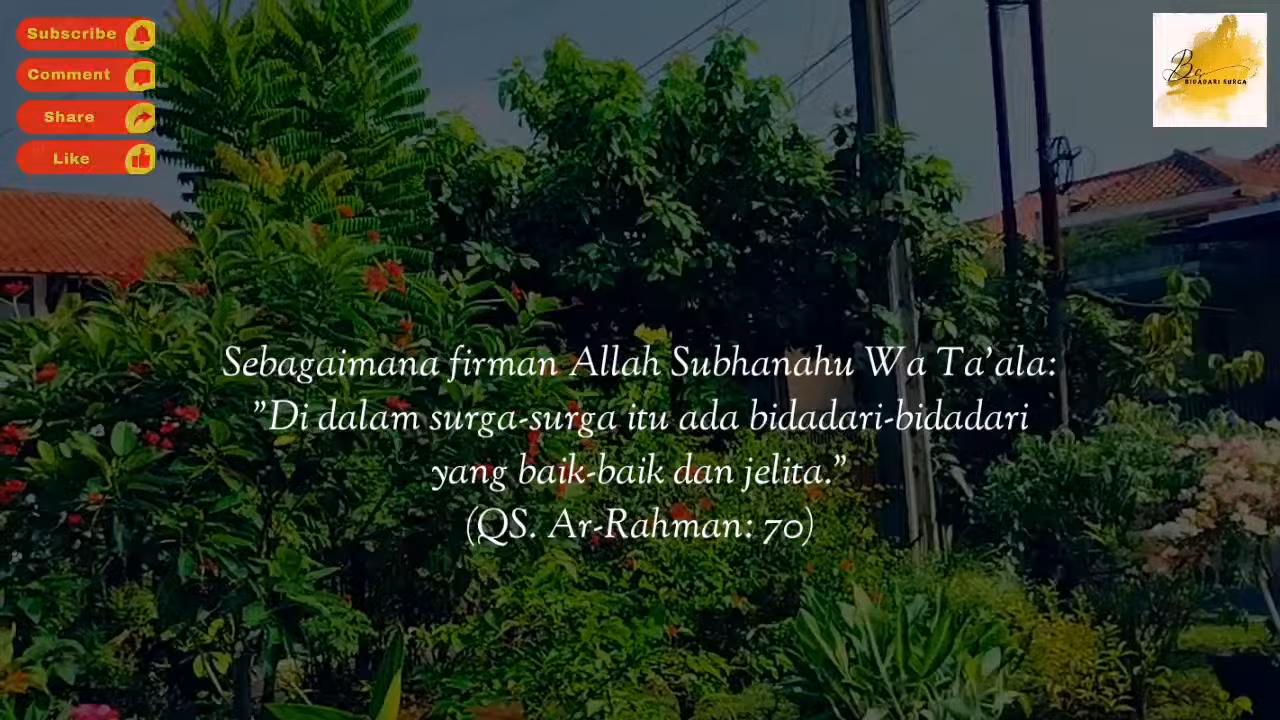 Subscribe
Comment
Share
Like
BIDADARI SURGA
Sebagaimana firman Allah Subhanahu Wa Ta'ala:
"Di dalam surga-surga itu ada bidadari-bidadari
yang baik-baik dan jelita."
(QS. Ar-Rahman: 70)